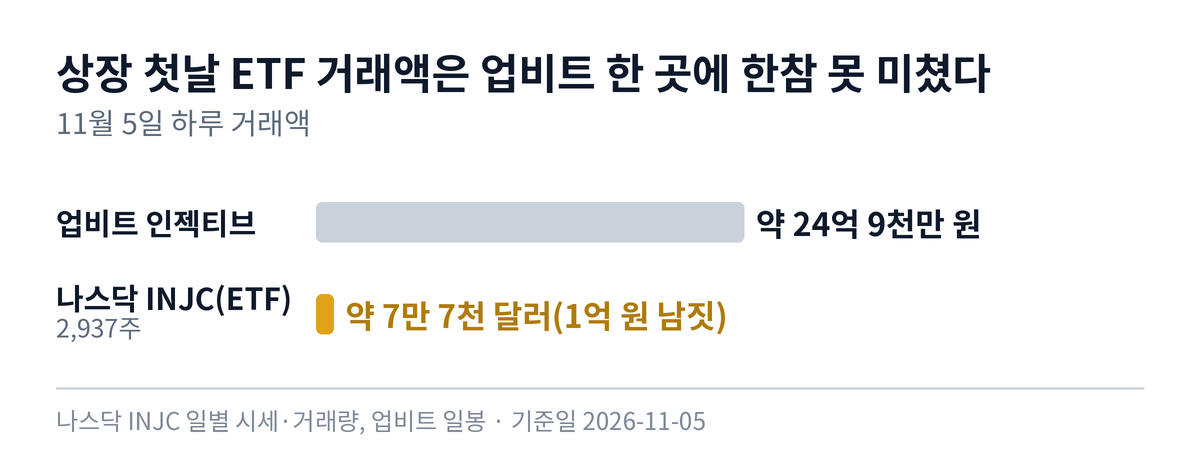 상장 첫날 ETF 거래액은 업비트 한 곳에 한참 못 미쳤다
11월 5일 하루 거래액
업비트 인젝티브
약 24억 9천만 원
나스닥 INJC(ETF)
2,937주
약 7만 7천 달러(1억 원 남짓)
나스닥 INJC 일별 시세·거래량, 업비트 일봉 · 기준일 2026-11-05